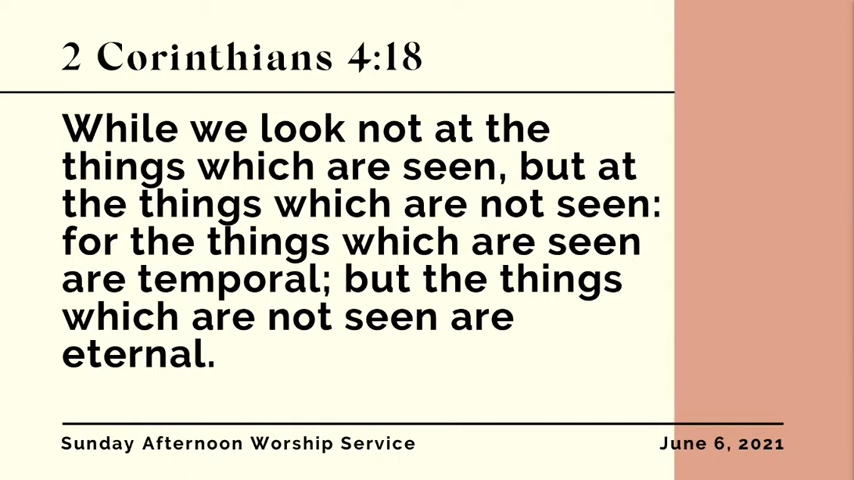 2 Corinthians 4:18
While we look not at the
things which are seen, but at
the things which are not seen:
for the things which are seen
are temporal; but the things
which are not seen are
eternal.
Sunday Afternoon Worship Service
June 6, 2021